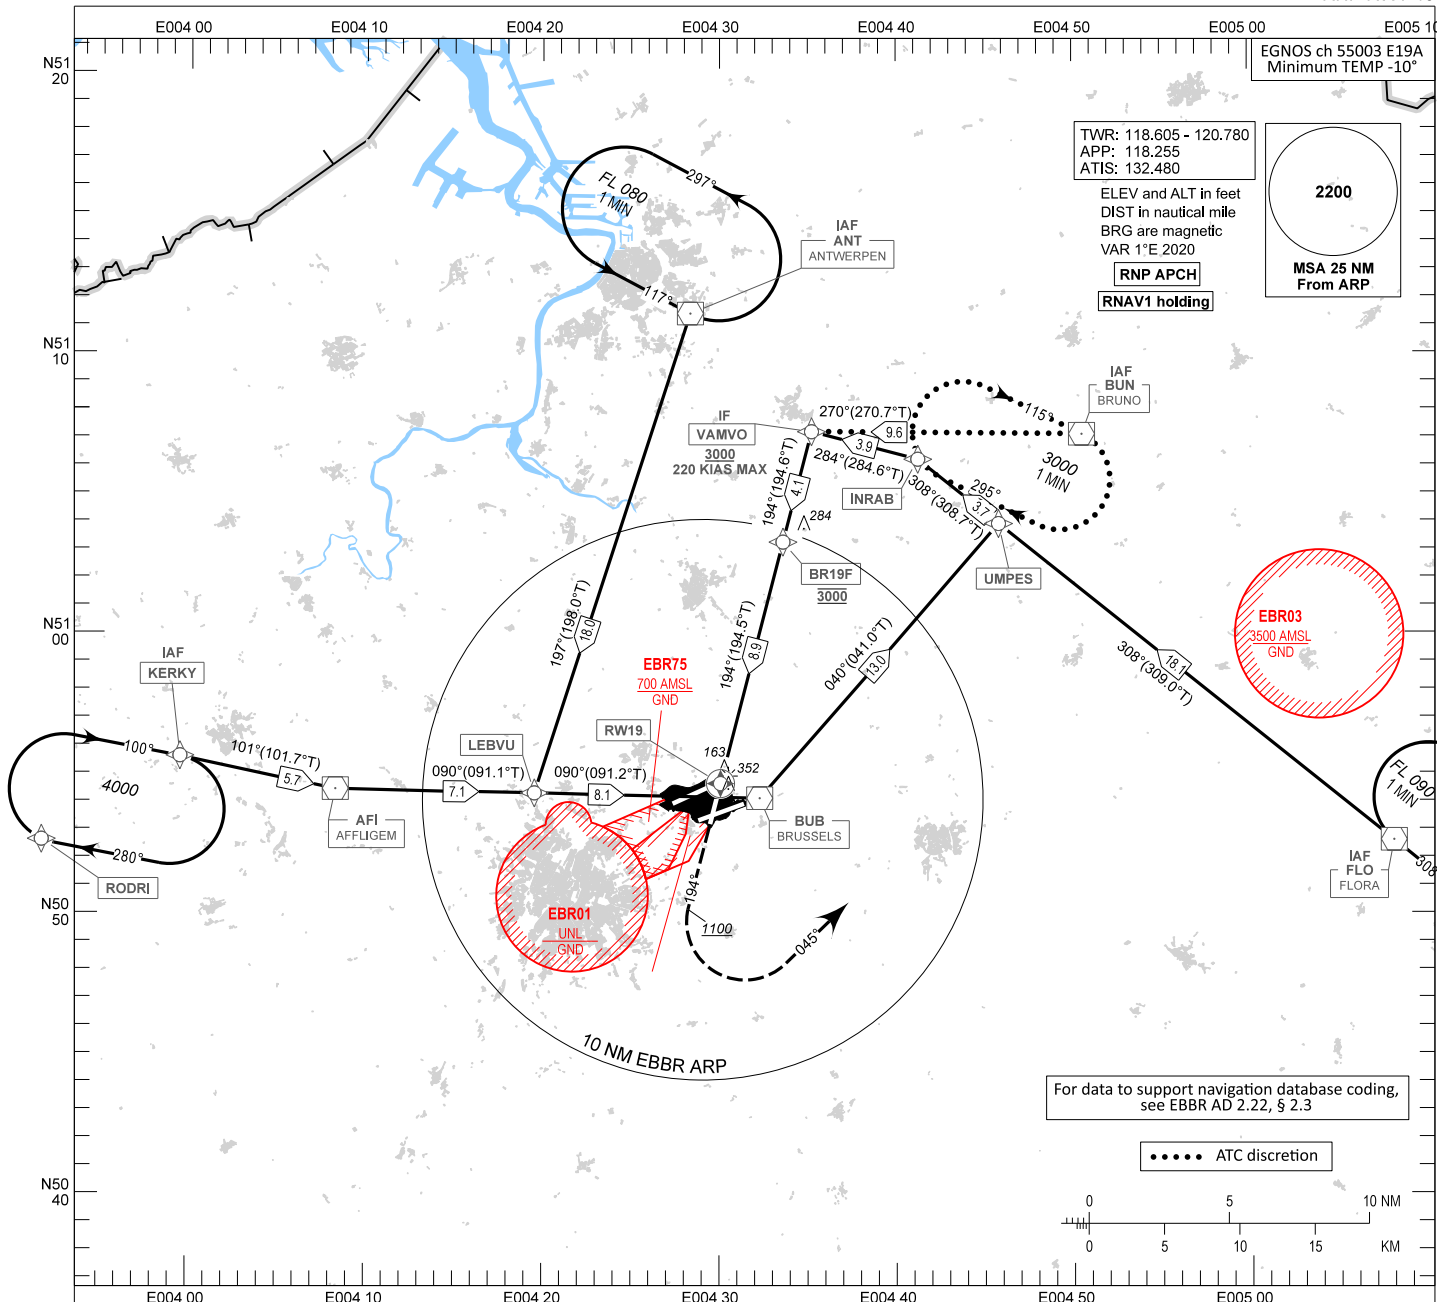 E004 00
E004 10
E004 20
E004 30
E004 40
E004 50
E005 00
E005 10
N51
20
EGNOS ch 55003 E19A
Minimum TEMP -10°
TWR: 118.605 - 120.780
APP: 118.255
ATIS: 132.480
ELEV and ALT in feet
DIST in nautical mile
BRG are magnetic
VAR 1°E 2020
RNP APCH
RNAV1 holding
2200
MSA 25 NM
From ARP
297°
FL 080
1 MIN
117°
IAF
ANT
ANTWERPEN
N51
10
IAF
BUN
BRUNO
115°
3000
1 MIN
295°
270°(270.7°T)
9.6
IF
VAMVO
3000
220 KIAS MAX
3.9
284°(284.6°T)
INRAB
308°(308.7°T)
3.7
194°(194.6°T)
4.1
284
BR19F
3000
UMPES
N51
00
EBR03
3500 AMSL
GND
197°(198.0°T)
18.0
194°(194.5°T)
8.9
040°(041.0°T)
13.0
308°(309.0°T)
18.1
IAF
KERKY
EBR75
700 AMSL
GND
RW19
163
352
LEBVU
100°
4000
280°
RODRI
101°(101.7°T)
5.7
090°(091.1°T)
7.1
090°(091.2°T)
8.1
AFI
AFFLIGEM
BUB
BRUSSELS
FL 090
1 MIN
308
IAF
FLO
FLORA
N50
50
EBR01
UNL
GND
194°
1100
045°
10 NM EBBR ARP
For data to support navigation database coding,
see EBBR AD 2.22, § 2.3
ATC discretion
N50
40
0 5 10 NM
0 5 10 15 KM
E004 00
E004 10
E004 20
E004 30
E004 40
E004 50
E005 00